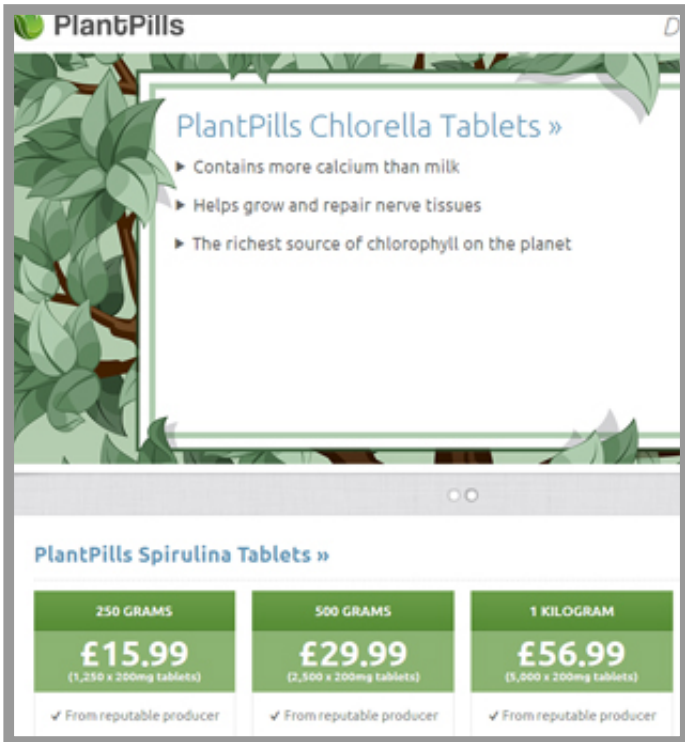 PlantPills
D
PlantPills Chlorella Tablets »
Contains more calcium than milk
Helps grow and repair nerve tissues
The richest source of chlorophyll on the planet
PlantPills Spirulina Tablets »
250 GRAMS 500 GRAMS 1 KILOGRAM
£15.99 £29.99 £56.99
(1,250 x 200mg tablets) (2,500 x 200mg tablets) (5,000 x 200mg tablets)
✓ From reputable producer ✓ From reputable producer ✓ From reputable producer